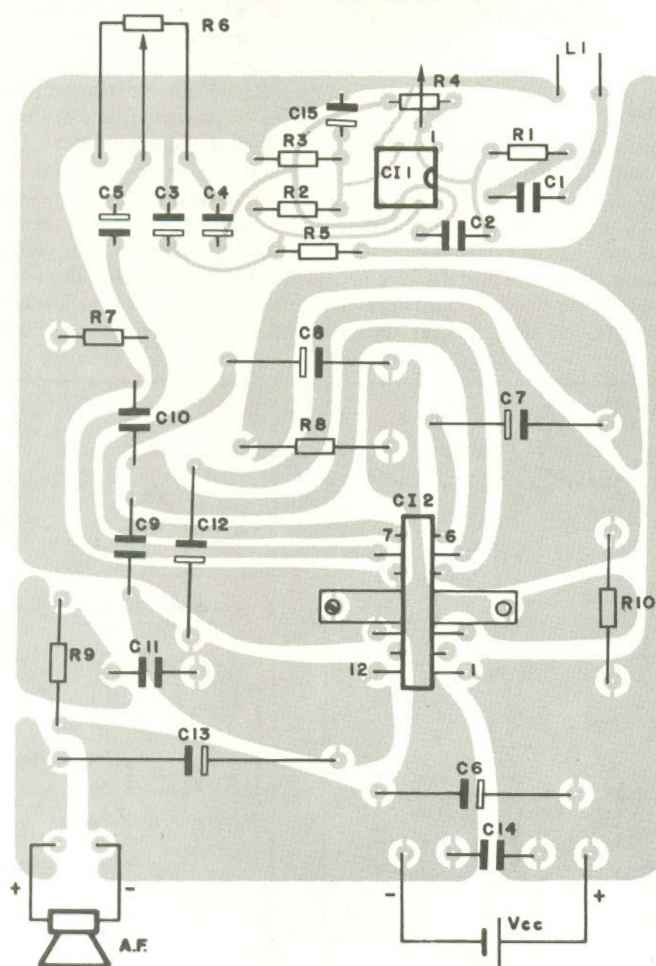 R6
L1
R4
C15
1
R3
R1
CI1
C5
C3
C4
R2
C1
C2
R5
R7
C8
C7
C10
R8
CI2
7
6
C9
C12
R10
R9
C11
12
1
C13
C6
C14
+
-
-
+
Vcc
A.F.